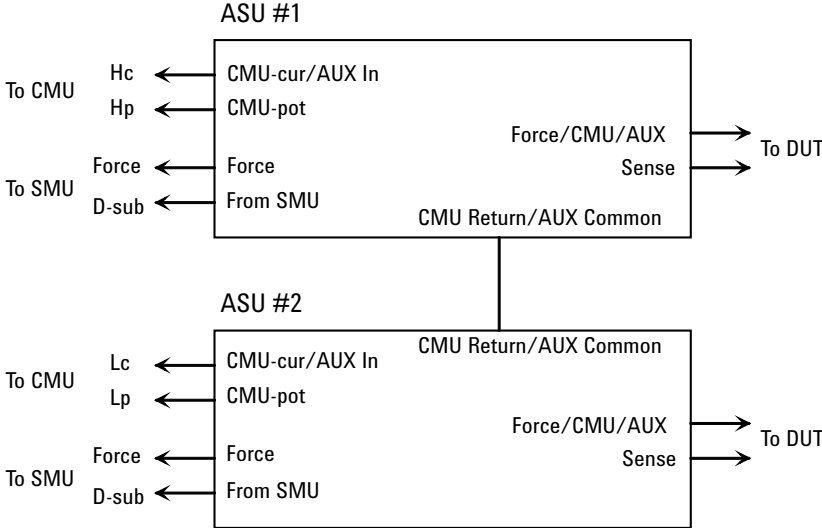 ASU #1
To CMU
Hc
CMU-cur/AUX In
Hp
CMU-pot
Force/CMU/AUX
To DUT
Sense
To SMU
Force
Force
D-sub
From SMU
CMU Return/AUX Common
ASU #2
CMU Return/AUX Common
To CMU
Lc
CMU-cur/AUX In
Lp
CMU-pot
Force/CMU/AUX
To DUT
Sense
To SMU
Force
Force
D-sub
From SMU